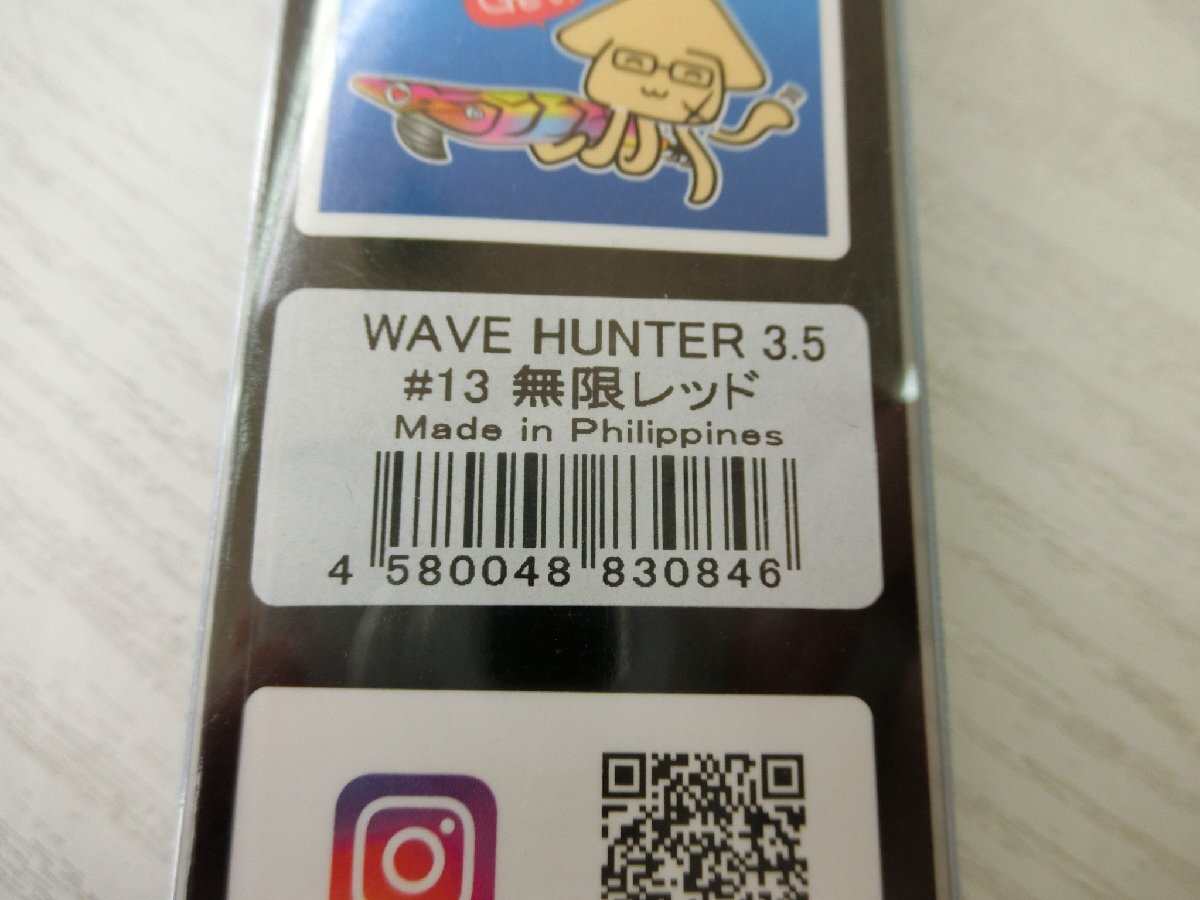 WAVE HUNTER 3.5
#13 無限レッド
Made in Philippines
4 580048 830846